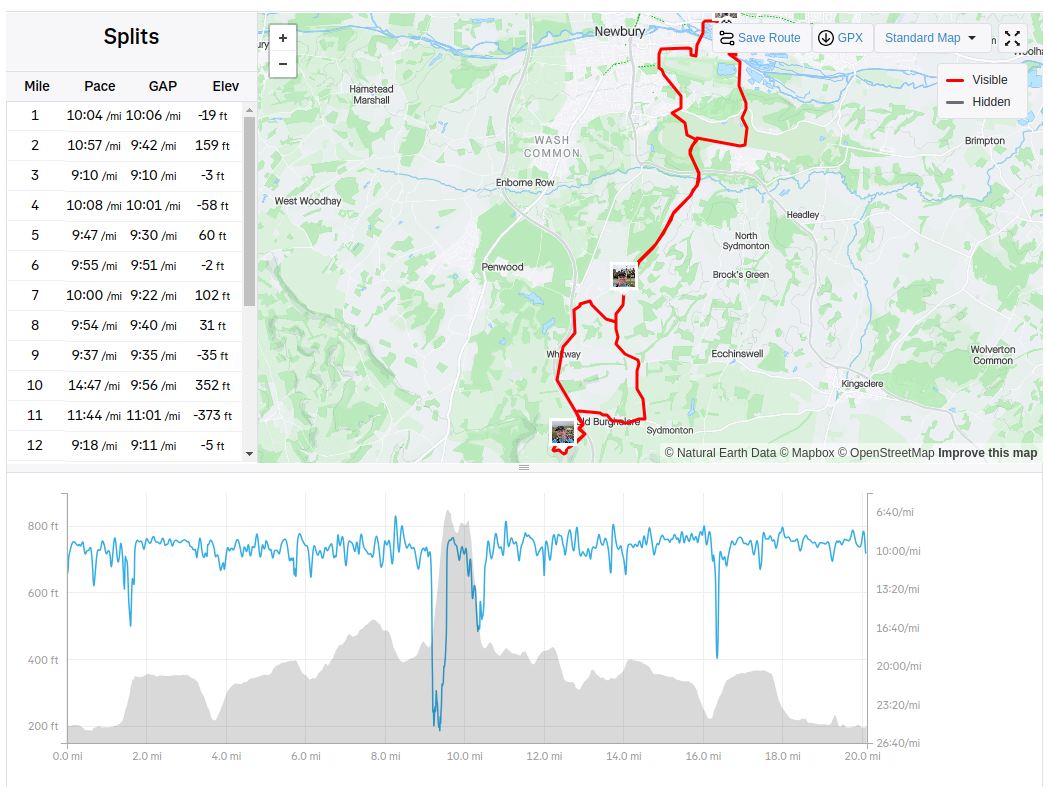 Splits
Mile Pace GAP Elev
1 10:04 /mi 10:06 /mi -19 ft
2 10:57 /mi 9:42 /mi 159 ft
3 9:10 /mi 9:10 /mi -3 ft
4 10:08 /mi 10:01 /mi -58 ft
5 9:47 /mi 9:30 /mi 60 ft
6 9:55 /mi 9:51 /mi -2 ft
7 10:00 /mi 9:22 /mi 102 ft
8 9:54 /mi 9:40 /mi 31 ft
9 9:37 /mi 9:35 /mi -35 ft
10 14:47 /mi 9:56 /mi 352 ft
11 11:44 /mi 11:01 /mi -373 ft
12 9:18 /mi 9:11 /mi -5 ft
+
−
Newbury
Save Route
GPX
Standard Map
Visible
Hidden
Hamstead
Marshall
WASH
COMMON
Brimpton
Enborne Row
West Woodhay
Headley
North
Sydmonton
Penwood
Brock's Green
Whitway
Ecchinswell
Wolverton
Common
Kingsclere
ld Burghclere
Sydmonton
© Natural Earth Data © Mapbox © OpenStreetMap Improve this map
800 ft
600 ft
400 ft
200 ft
6:40/mi
10:00/mi
13:20/mi
16:40/mi
20:00/mi
23:20/mi
26:40/mi
0.0 mi 2.0 mi 4.0 mi 6.0 mi 8.0 mi 10.0 mi 12.0 mi 14.0 mi 16.0 mi 18.0 mi 20.0 mi